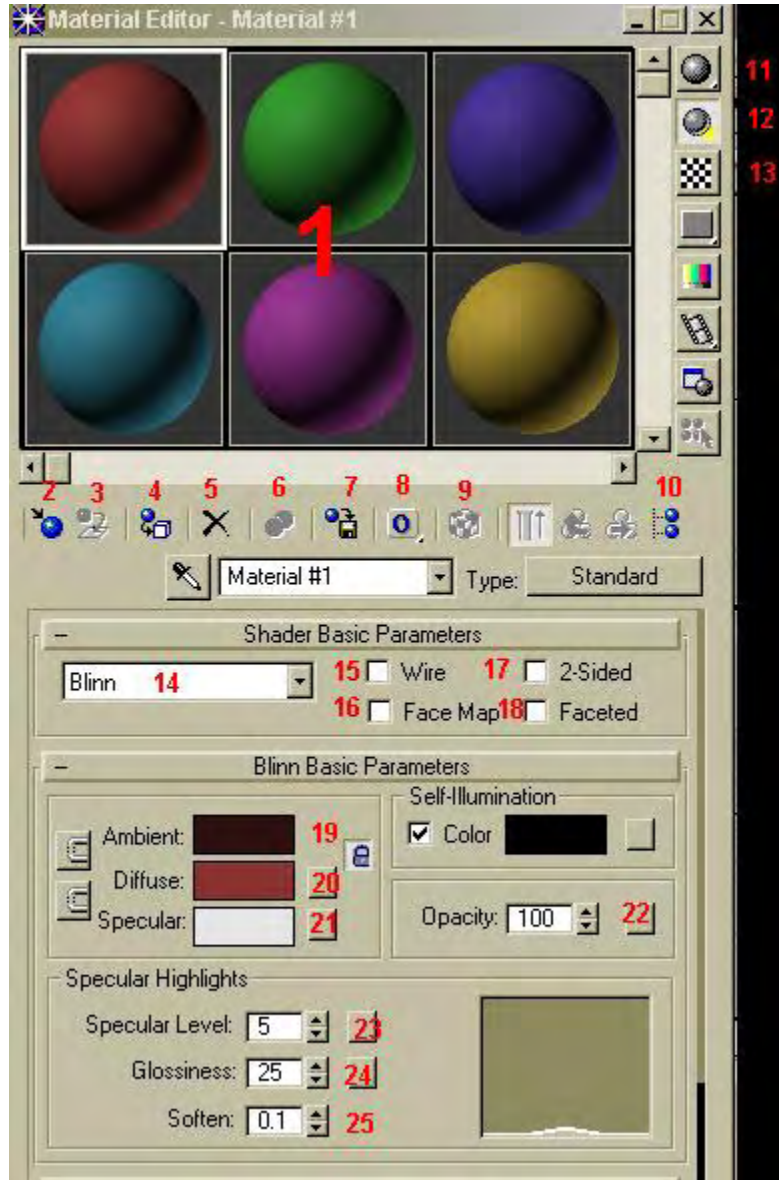 Material Editor - Material #1
11
12
13
1
2 3 4 5 6 7 8 9 10
Material #1 Type: Standard
Shader Basic Parameters
Blinn 14 15 Wire 17 2-Sided
16 Face Map 18 Faceted
Blinn Basic Parameters
Self-Illumination
Ambient: 19 Color
Diffuse: 20
Specular: 21 Opacity: 100 22
Specular Highlights
Specular Level: 5 23
Glossiness: 25 24
Soften: 0.1 25